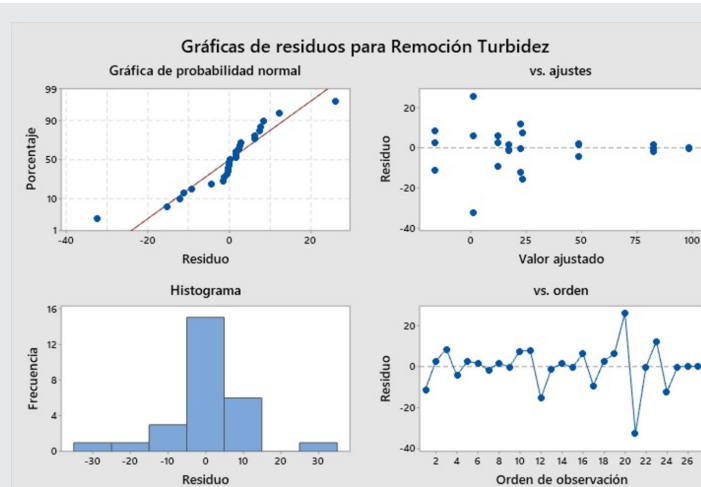 Gráficas de residuos para Remoción Turbidez
Gráfica de probabilidad normal
99
90
50
10
1
Porcentaje
-40 -20 0 20
Residuo
vs. ajustes
20
0
-20
-40
Residuo
0 25 50 75 100
Valor ajustado
Histograma
16
12
8
4
0
Frecuencia
-30 -20 -10 0 10 20 30
Residuo
vs. orden
20
0
-20
-40
Residuo
2 4 6 8 10 12 14 16 18 20 22 24 26
Orden de observación